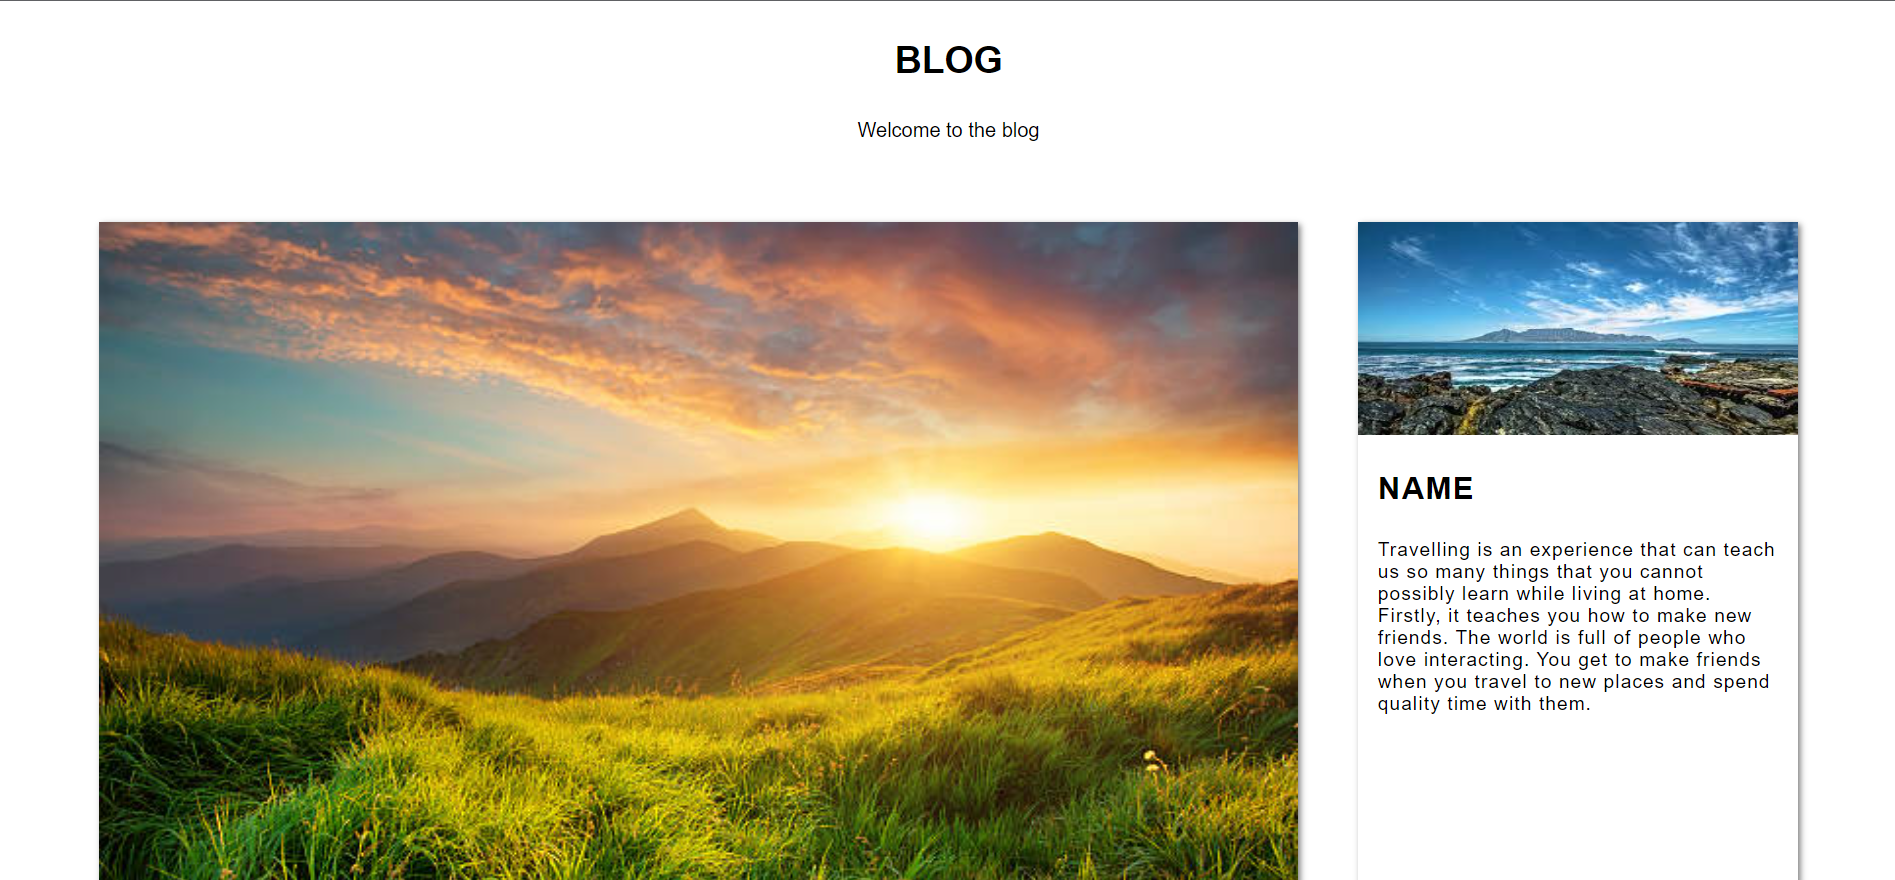 BLOG
Welcome to the blog
NAME
Travelling is an experience that can teach
us so many things that you cannot
possibly learn while living at home.
Firstly, it teaches you how to make new
friends. The world is full of people who
love interacting. You get to make friends
when you travel to new places and spend
quality time with them.